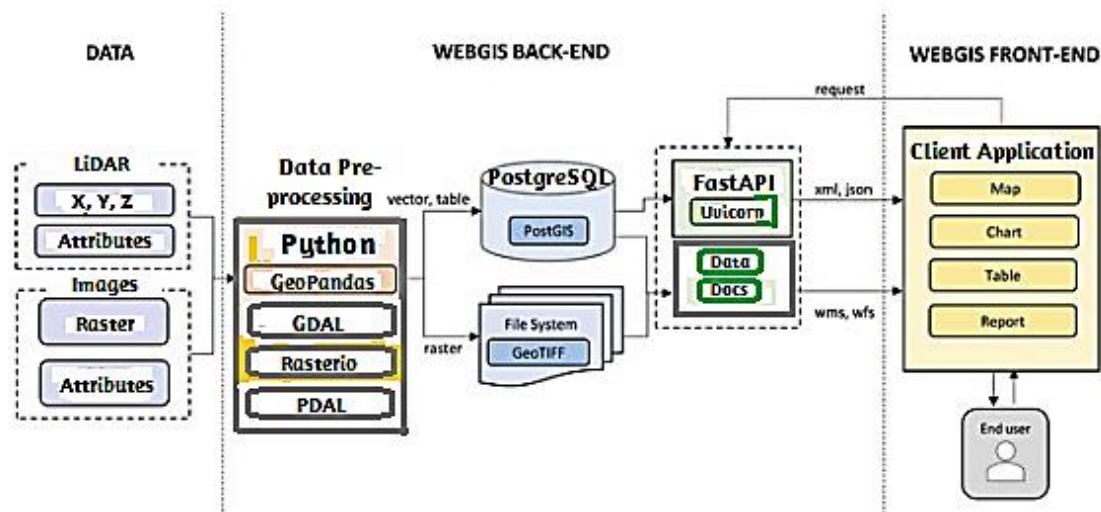 DATA
WEBGIS BACK-END
WEBGIS FRONT-END
request
LiDAR
X, Y, Z
Attributes
Images
Raster
Attributes
Data Pre-
processing
Python
GeoPandas
GDAL
Rasterio
PDAL
vector, table
raster
PostgreSQL
PostGIS
File System
GeoTIFF
FastAPI
Uvicorn
Data
Docs
xml, json
wms, wfs
Client Application
Map
Chart
Table
Report
End user